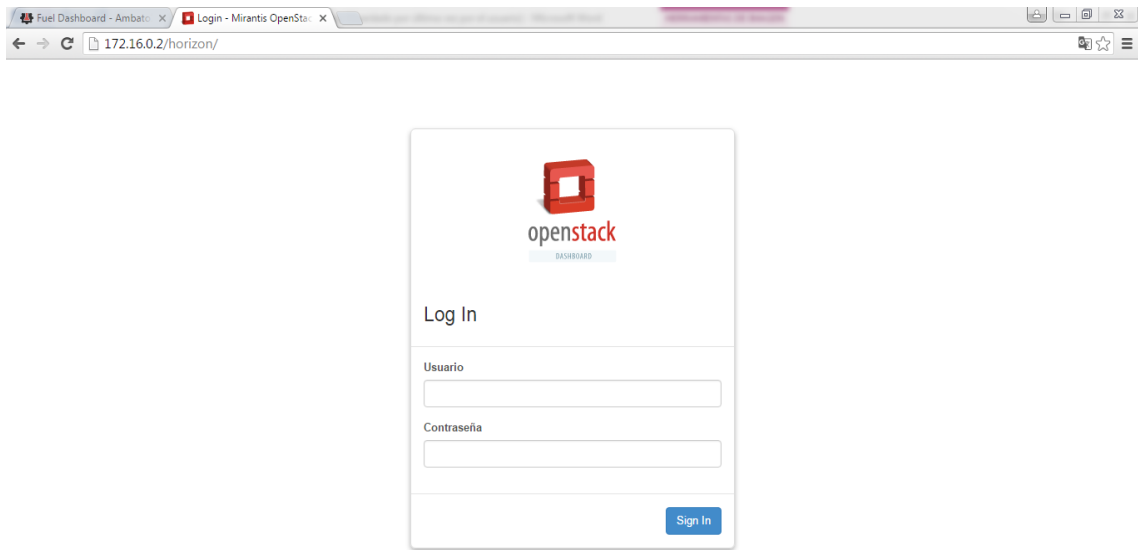 Fuel Dashboard - Ambato
Login - Mirantis OpenStac
172.16.0.2/horizon/
openstack
DASHBOARD
Log In
Usuario
Contraseña
Sign In